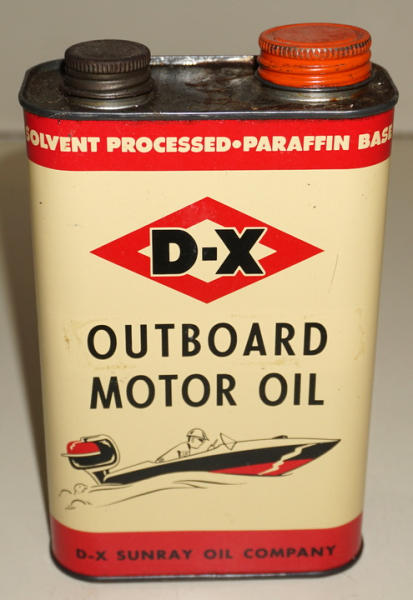 SOLVENT PROCESSED•PARAFFIN BASE
D-X
OUTBOARD
MOTOR OIL
D-X SUNRAY OIL COMPANY